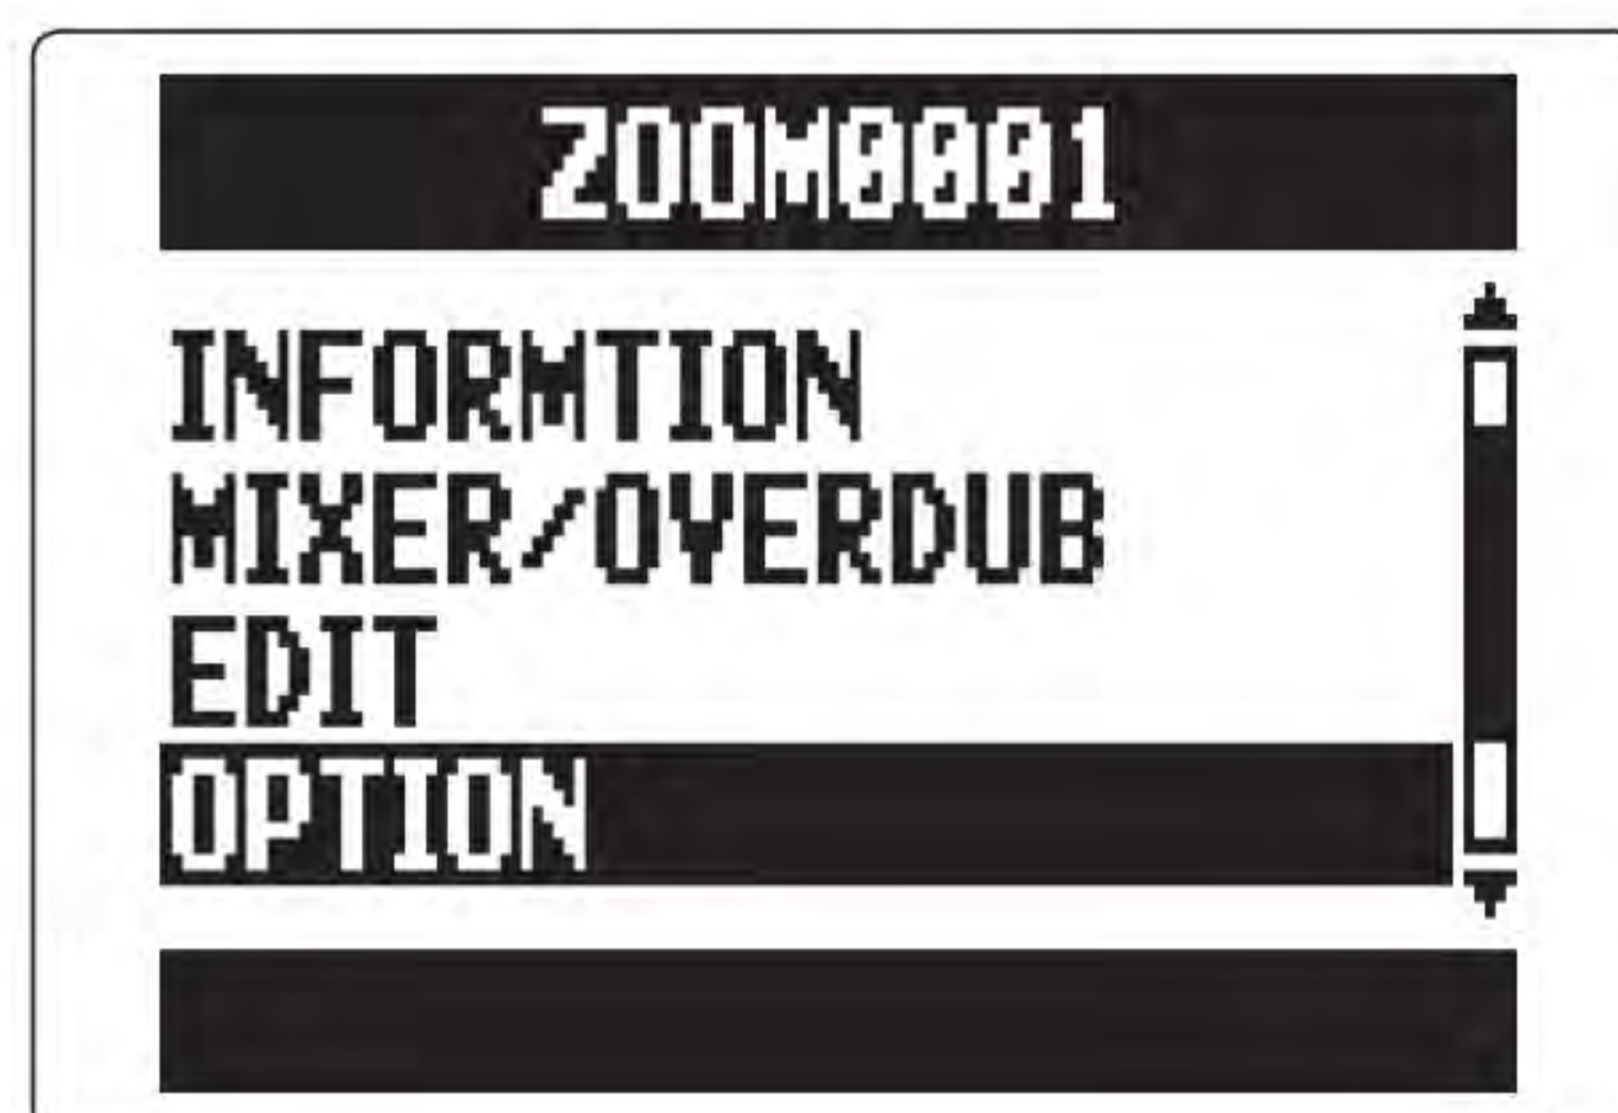 ZOOM0001
INFORMTION
MIXER/OVERDUB
EDIT
OPTION